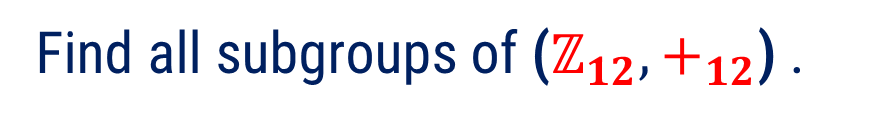 Find all subgroups of (ℤ₁₂, +₁₂) .